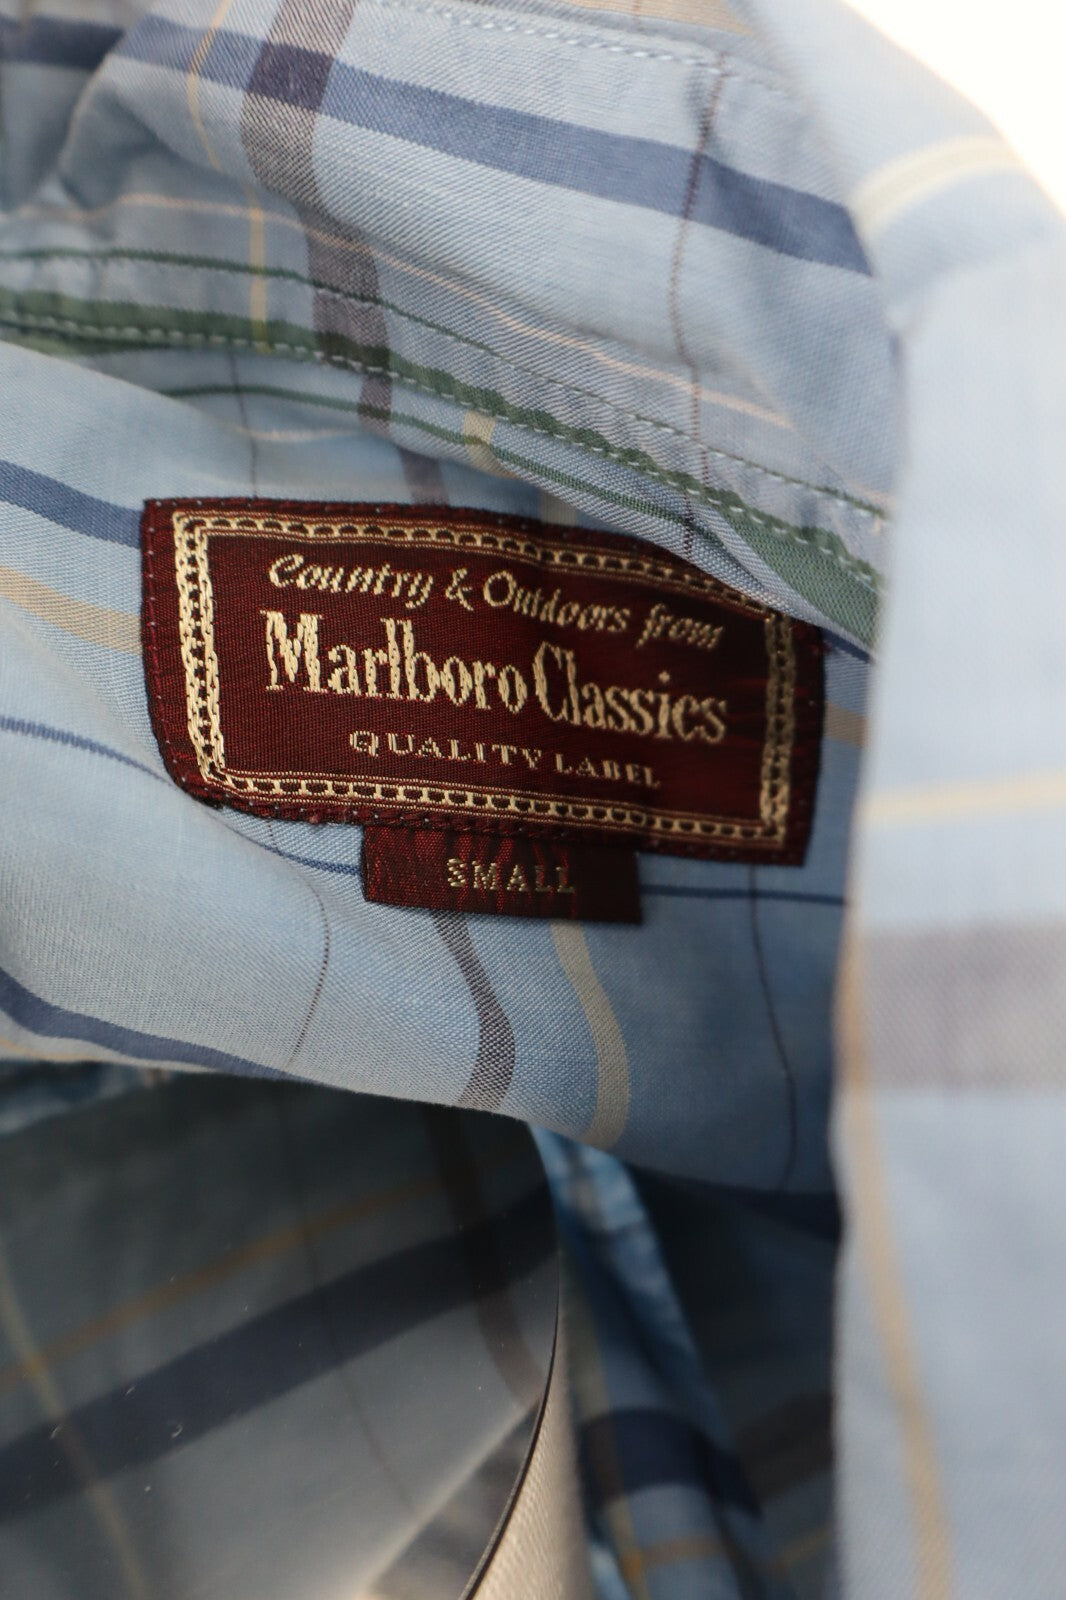 Country & Outdoors from
Marlboro Classics
QUALITY LABEL
SMALL